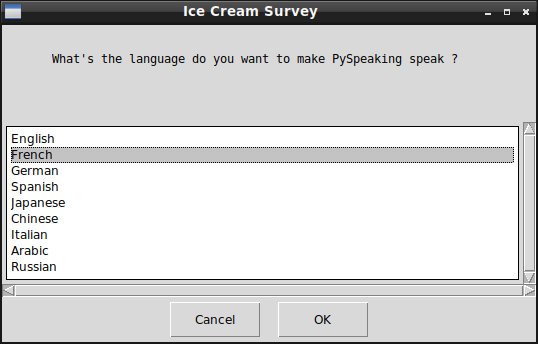 Ice Cream Survey
What's the language do you want to make PySpeaking speak ?
English
French
German
Spanish
Japanese
Chinese
Italian
Arabic
Russian
Cancel
OK